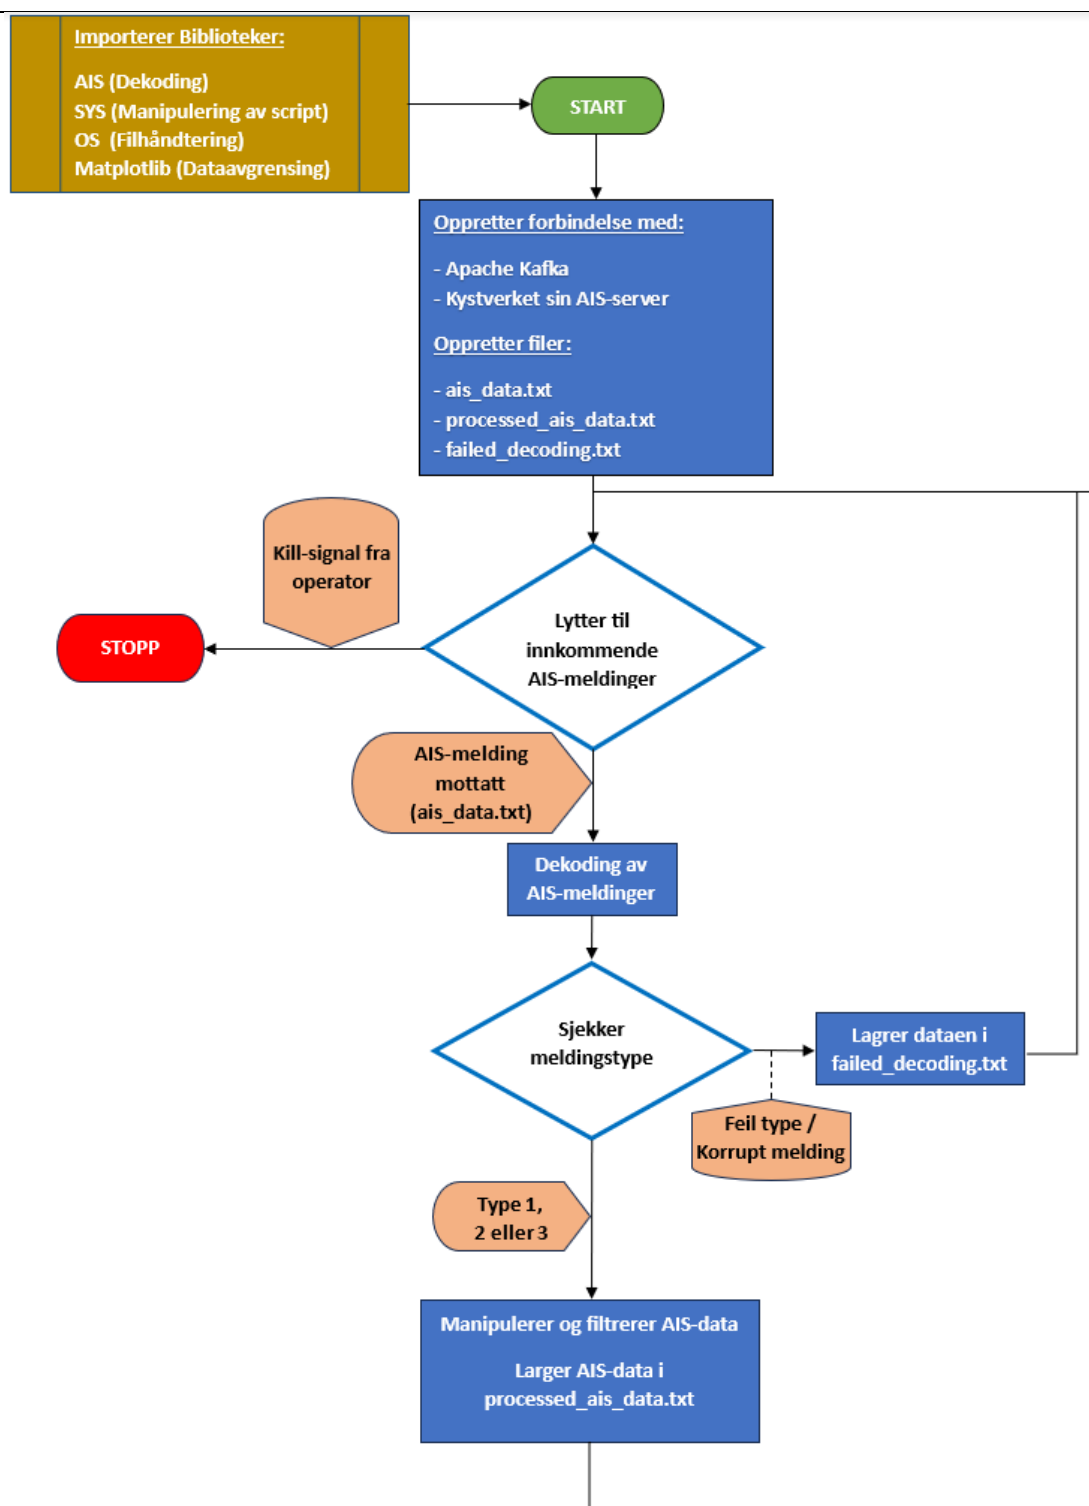 Importerer Biblioteker:
AIS (Dekoding)
SYS (Manipulering av script)
OS  (Filhåndtering)
Matplotlib (Dataavgrensing)
START
Oppretter forbindelse med:
- Apache Kafka
- Kystverket sin AIS-server
Oppretter filer:
- ais_data.txt
- processed_ais_data.txt
- failed_decoding.txt
Kill-signal fra
operator
STOPP
Lytter til
innkommende
AIS-meldinger
AIS-melding
mottatt
(ais_data.txt)
Dekoding av
AIS-meldinger
Sjekker
meldingstype
Lagrer dataen i
failed_decoding.txt
Feil type /
Korrupt melding
Type 1,
2 eller 3
Manipulerer og filtrerer AIS-data
Larger AIS-data i
processed_ais_data.txt